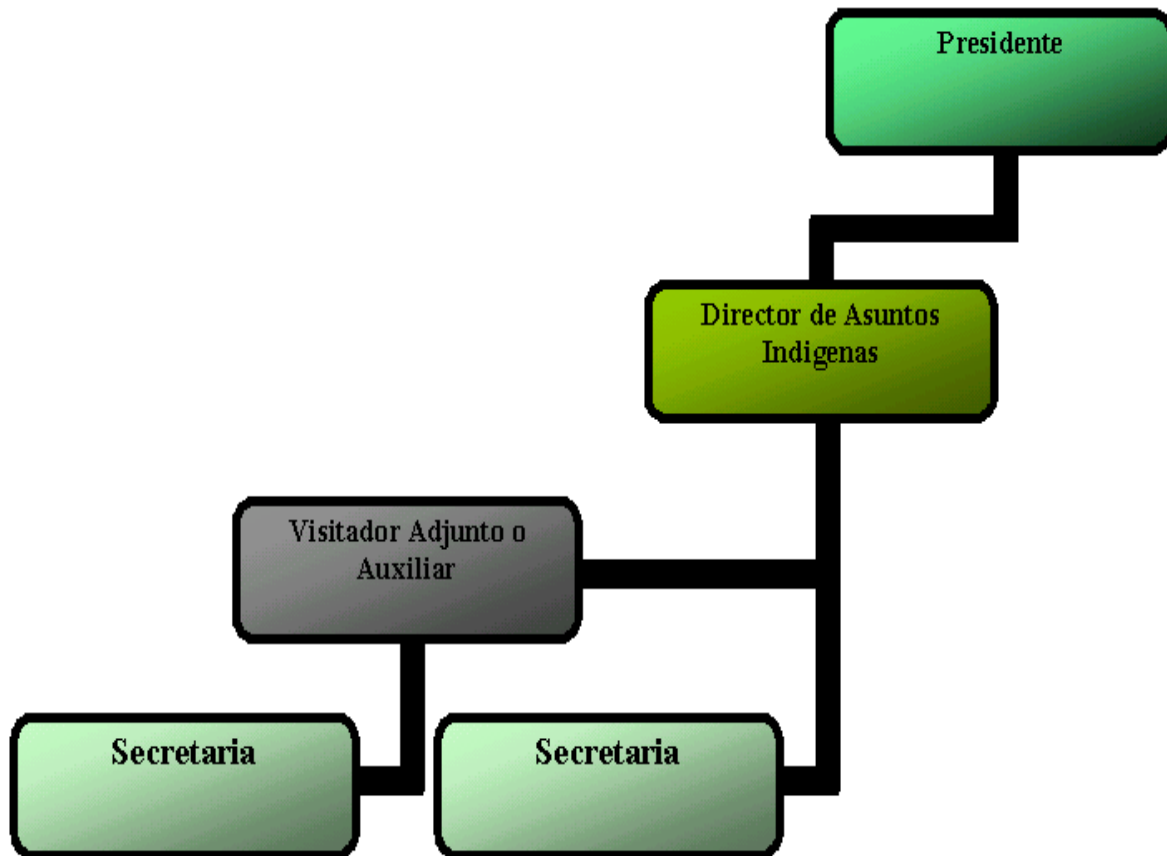 Presidente
Director de Asuntos
Indigenas
Visitador Adjunto o
Auxiliar
Secretaria
Secretaria